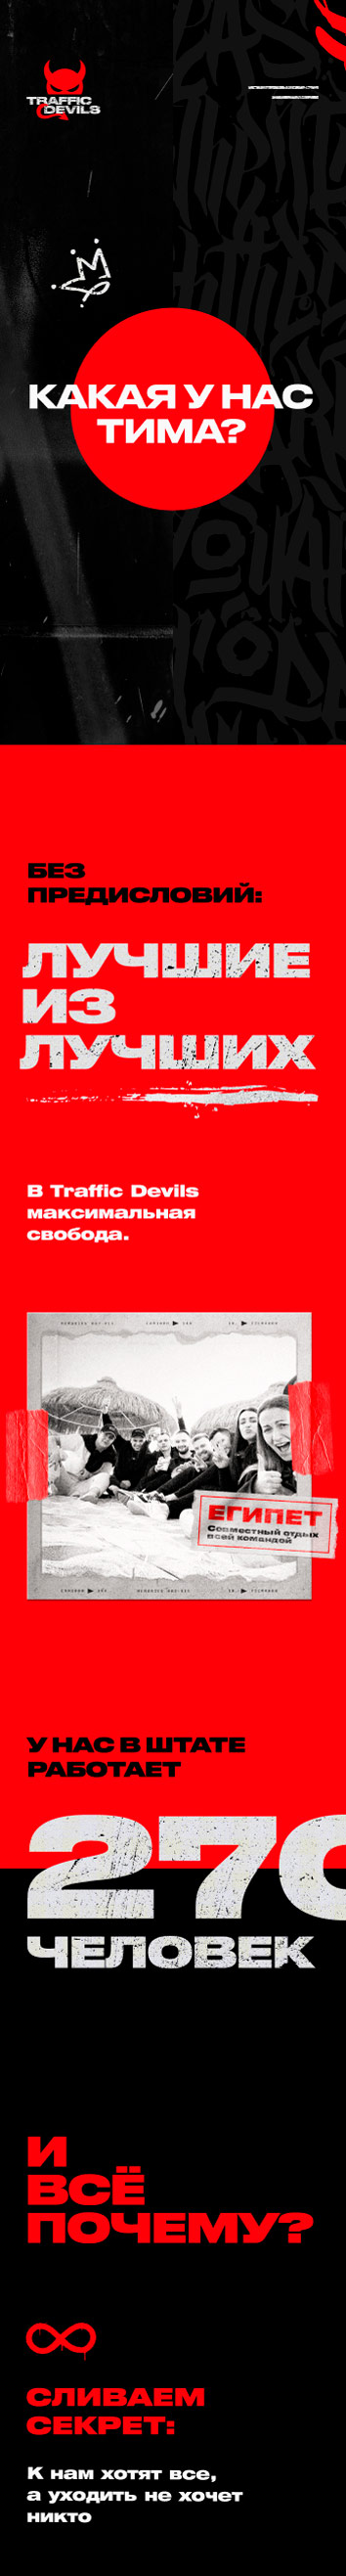 TRAFFIC
DEVILS
КАКАЯ У НАС
ТИМА?
БЕЗ
ПРЕДИСЛОВИЙ:
ЛУЧШИЕ
ИЗ
ЛУЧШИХ
В Traffic Devils
максимальная
свобода.
ЕГИПЕТ
Совместный отдых
всей командой
У НАС В ШТАТЕ
РАБОТАЕТ
270
ЧЕЛОВЕК
И
ВСЁ
ПОЧЕМУ?
СЛИВАЕМ
СЕКРЕТ:
К нам хотят все,
а уходить не хочет
никто